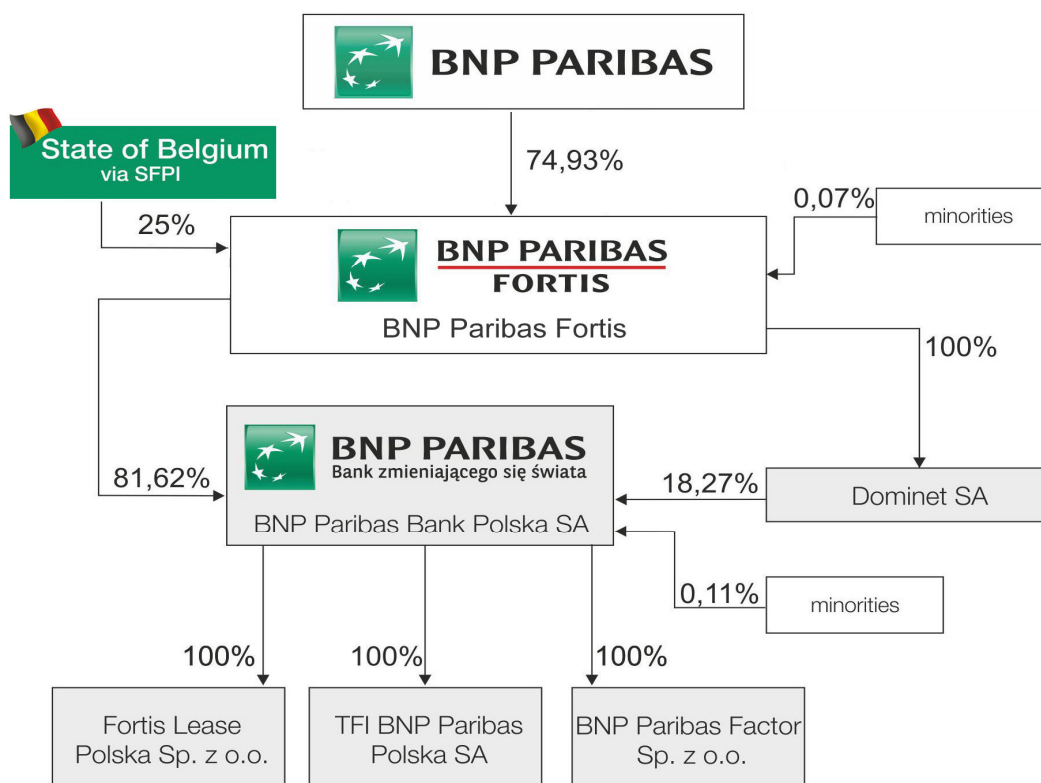 BNP PARIBAS
State of Belgium
via SFPI
74,93%
25%
0,07%
minorities
BNP PARIBAS
FORTIS
BNP Paribas Fortis
100%
BNP PARIBAS
Bank zmieniającego się świata
BNP Paribas Bank Polska SA
81,62%
18,27%
Dominet SA
0,11%
minorities
100%
100%
100%
Fortis Lease
Polska Sp. z o.o.
TFI BNP Paribas
Polska SA
BNP Paribas Factor
Sp. z o.o.